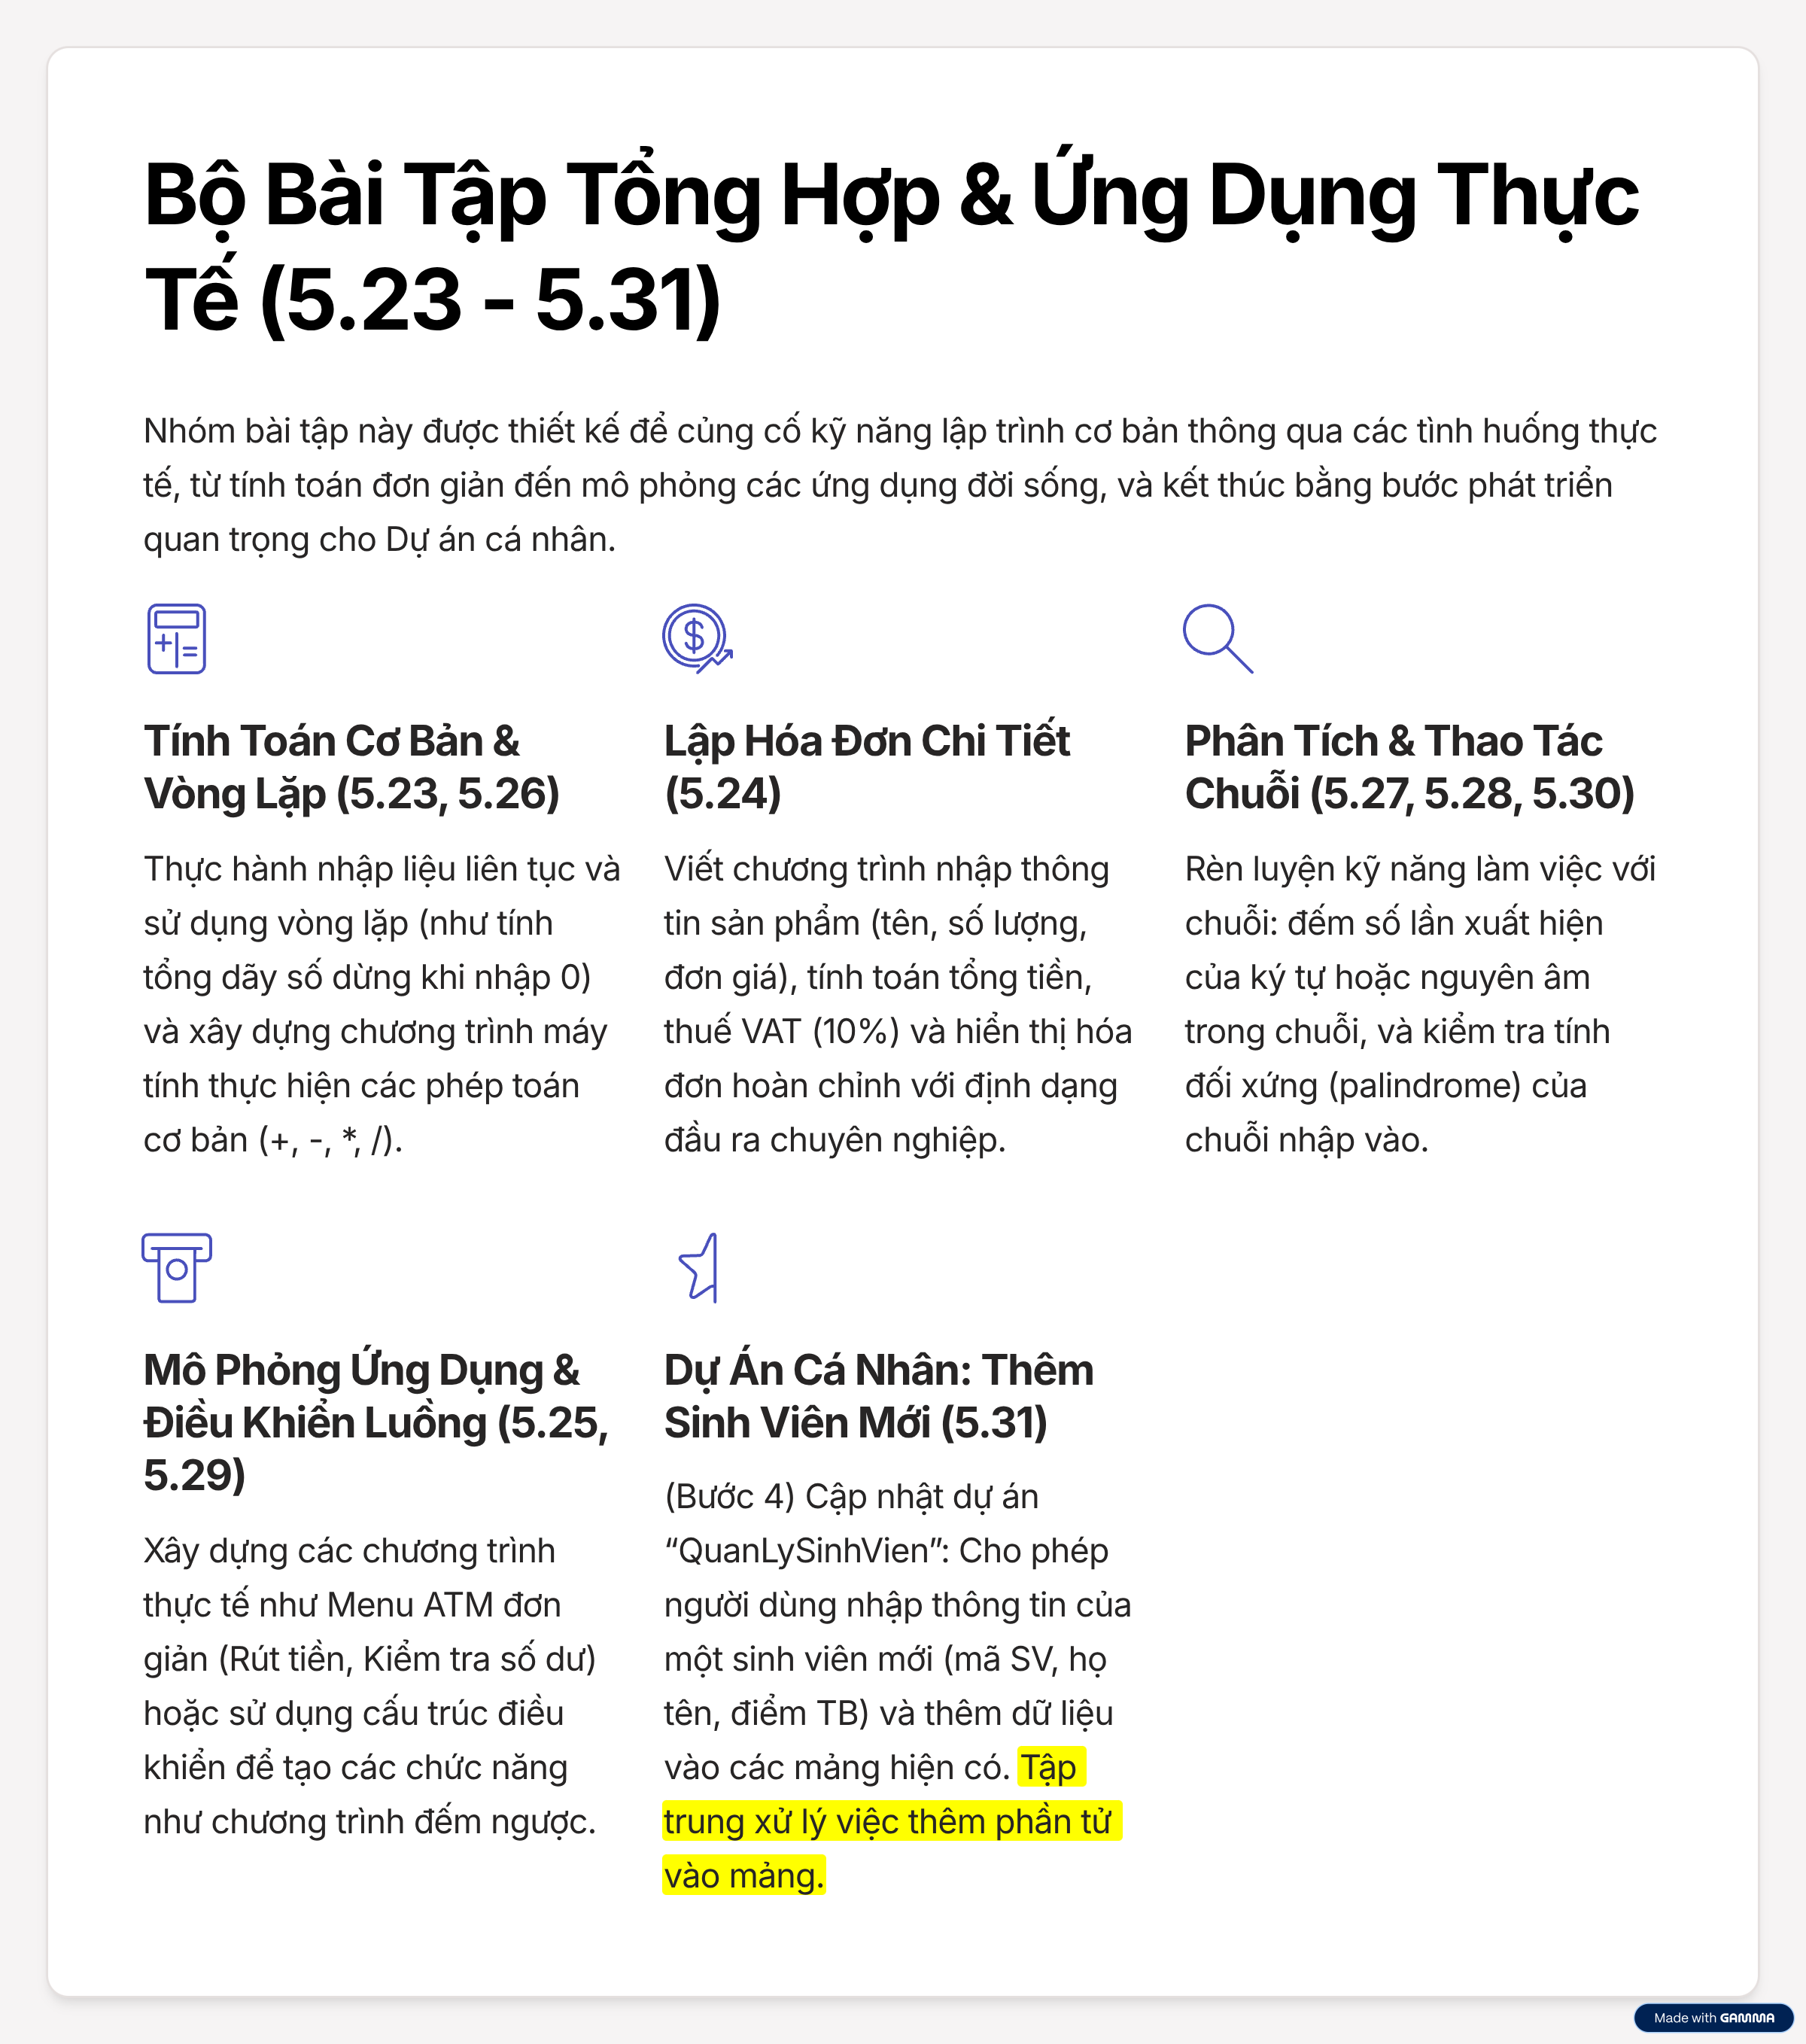 Bộ Bài Tập Tổng Hợp & Ứng Dụng Thực
Tế (5.23 - 5.31)
Nhóm bài tập này được thiết kế để củng cố kỹ năng lập trình cơ bản thông qua các tình huống thực
tế, từ tính toán đơn giản đến mô phỏng các ứng dụng đời sống, và kết thúc bằng bước phát triển
quan trọng cho Dự án cá nhân.
Tính Toán Cơ Bản &
Vòng Lặp (5.23, 5.26)
Thực hành nhập liệu liên tục và
sử dụng vòng lặp (như tính
tổng dãy số dừng khi nhập 0)
và xây dựng chương trình máy
tính thực hiện các phép toán
cơ bản (+, -, *, /).
Lập Hóa Đơn Chi Tiết
(5.24)
Viết chương trình nhập thông
tin sản phẩm (tên, số lượng,
đơn giá), tính toán tổng tiền,
thuế VAT (10%) và hiển thị hóa
đơn hoàn chỉnh với định dạng
đầu ra chuyên nghiệp.
Phân Tích & Thao Tác
Chuỗi (5.27, 5.28, 5.30)
Rèn luyện kỹ năng làm việc với
chuỗi: đếm số lần xuất hiện
của ký tự hoặc nguyên âm
trong chuỗi, và kiểm tra tính
đối xứng (palindrome) của
chuỗi nhập vào.
Mô Phỏng Ứng Dụng &
Điều Khiển Luồng (5.25,
5.29)
Xây dựng các chương trình
thực tế như Menu ATM đơn
giản (Rút tiền, Kiểm tra số dư)
hoặc sử dụng cấu trúc điều
khiển để tạo các chức năng
như chương trình đếm ngược.
Dự Án Cá Nhân: Thêm
Sinh Viên Mới (5.31)
(Bước 4) Cập nhật dự án
“QuanLySinhVien”: Cho phép
người dùng nhập thông tin của
một sinh viên mới (mã SV, họ
tên, điểm TB) và thêm dữ liệu
vào các mảng hiện có. Tập
trung xử lý việc thêm phần tử
vào mảng.
Made with GAMMA